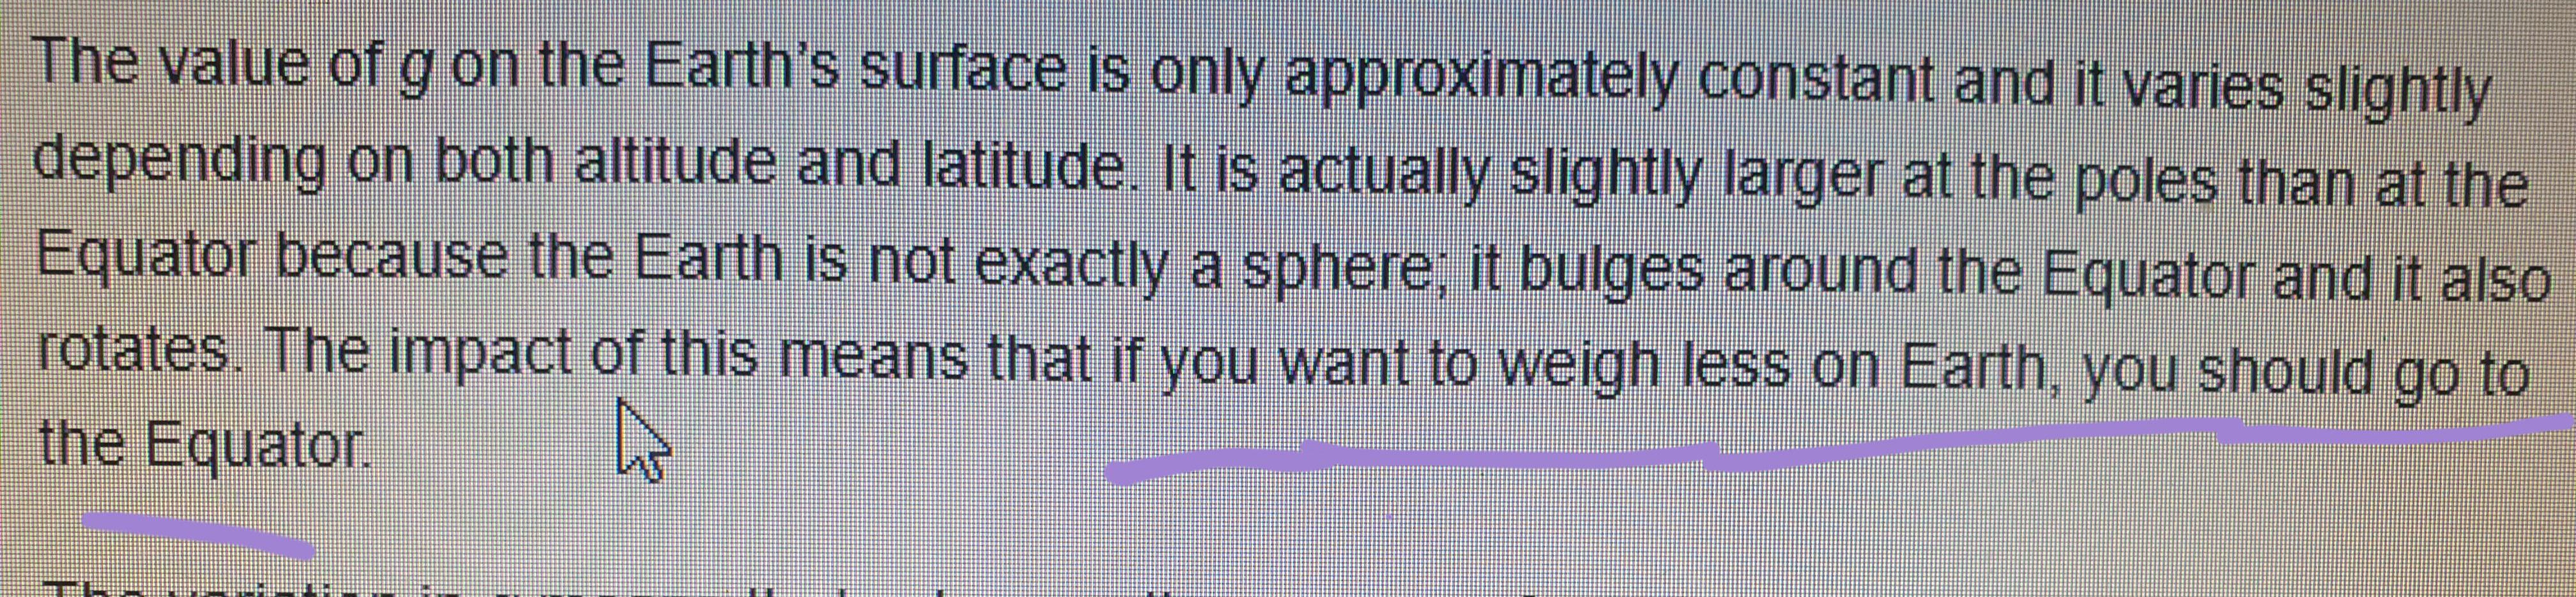 The value of g on the Earth's surface is only approximately constant and it varies slightly
depending on both altitude and latitude. It is actually slightly larger at the poles than at the
Equator because the Earth is not exactly a sphere; it bulges around the Equator and it also
rotates. The impact of this means that if you want to weigh less on Earth, you should go to
the Equator.